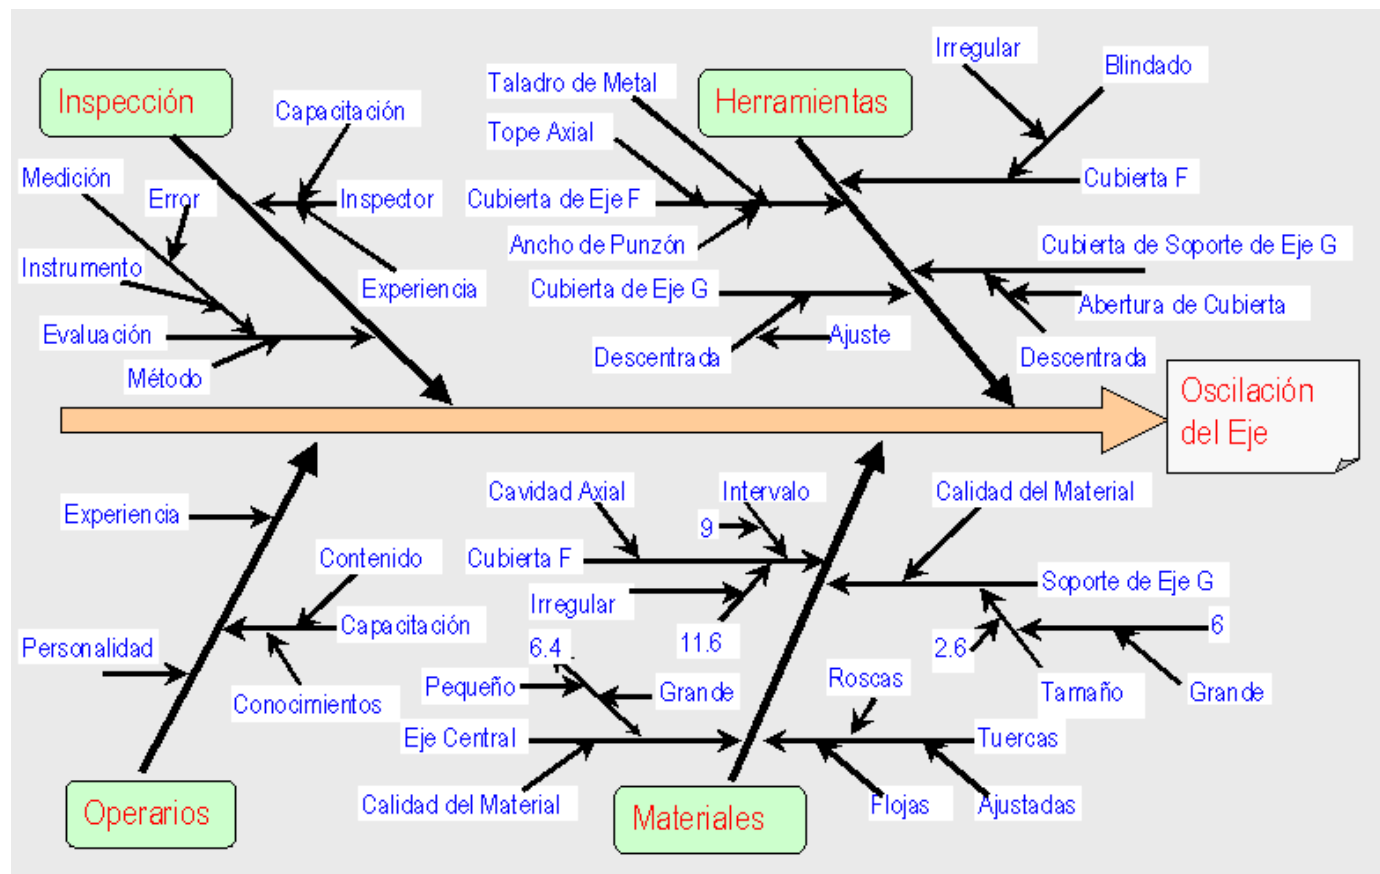 Irregular
Blindado
Taladro de Metal
Inspección
Capacitación
Herramientas
Tope Axial
Medición
Error
Inspector
Cubierta de Eje F
Cubierta F
Ancho de Punzón
Cubierta de Soporte de Eje G
Instrumento
Experiencia
Cubierta de Eje G
Abertura de Cubierta
Evaluación
Ajuste
Descentrada
Descentrada
Método
Oscilación
del Eje
Cavidad Axial
Intervalo
Calidad del Material
Experiencia
9
Contenido
Cubierta F
Soporte de Eje G
Irregular
Capacitación
6
Personalidad
6.4
11.6
2.6
Pequeño
Grande
Roscas
Tamaño
Grande
Conocimientos
Eje Central
Tuercas
Calidad del Material
Flojas
Ajustadas
Operarios
Materiales